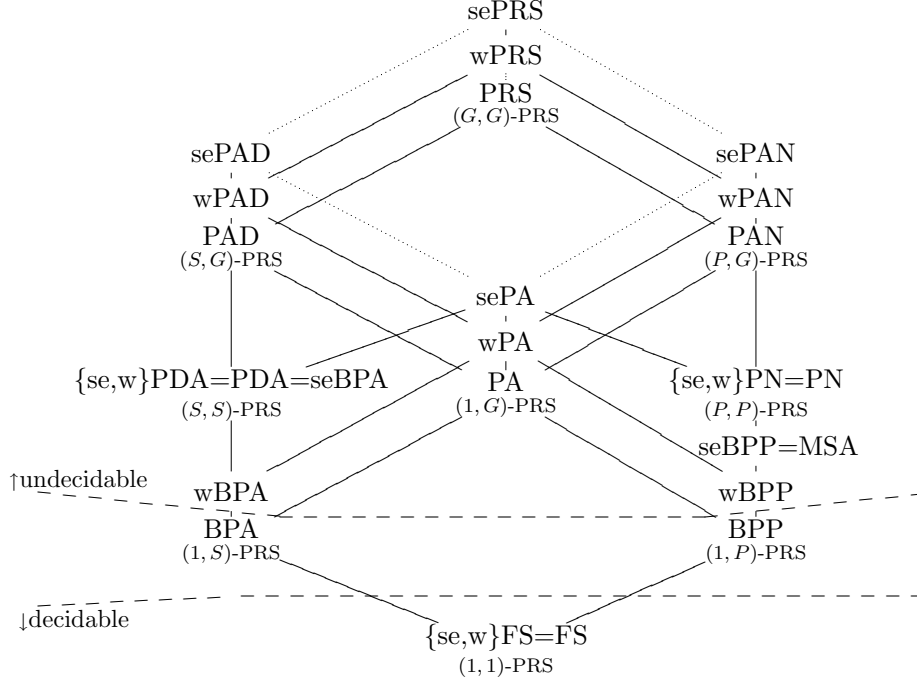 sePRS
wPRS
PRS
(G, G)-PRS
sePAD
sePAN
wPAD
wPAN
PAD
PAN
(S, G)-PRS
(P, G)-PRS
sePA
wPA
{se,w}PDA=PDA=seBPA
PA
{se,w}PN=PN
(S, S)-PRS
(1, G)-PRS
(P, P)-PRS
seBPP=MSA
↑undecidable
wBPA
wBPP
BPA
BPP
(1, S)-PRS
(1, P)-PRS
↓decidable
{se,w}FS=FS
(1, 1)-PRS